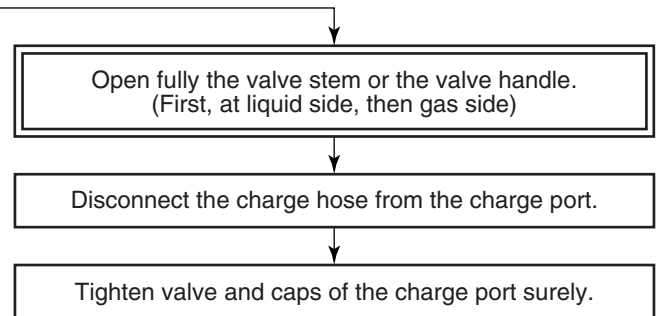 Open fully the valve stem or the valve handle.
(First, at liquid side, then gas side)
Disconnect the charge hose from the charge port.
Tighten valve and caps of the charge port surely.